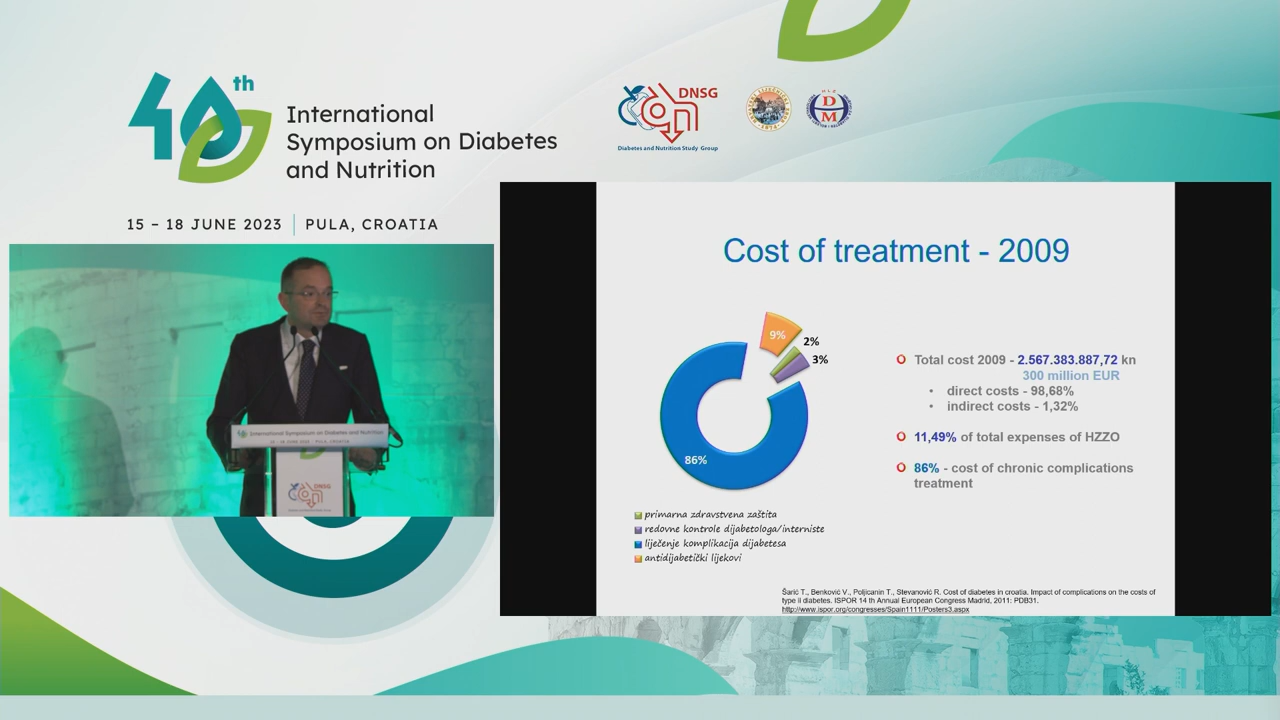 40th
International
Symposium on Diabetes
and Nutrition
15 – 18 JUNE 2023 | PULA, CROATIA
DNSG
Diabetes and Nutrition Study Group
DM
Cost of treatment - 2009
9%
2%
3%
86%
Total cost 2009 - 2.567.383.887,72 kn
300 million EUR
• direct costs - 98,68%
• indirect costs - 1,32%
11,49% of total expenses of HZZO
86% - cost of chronic complications
treatment
primarna zdravstvena zaštita
redovne kontrole dijabetologa/interniste
liječenje komplikacija dijabetesa
antidijabetički lijekovi
Šarić T., Benković V., Poljicanin T., Stevanović R. Cost of diabetes in croatia. Impact of complications on the costs of
type ii diabetes. ISPOR 14 th Annual European Congress Madrid, 2011: PDB31.
http://www.ispor.org/congresses/Spain1111/Posters3.aspx
International Symposium on Diabetes and Nutrition
15 - 18 JUNE 2023 - PULA, CROATIA
DNSG